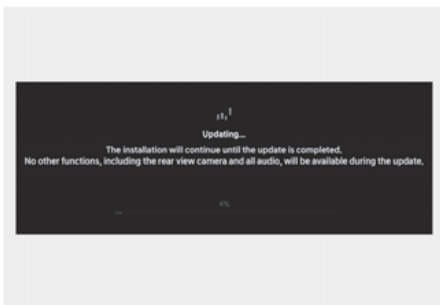 Updating...
The installation will continue until the update is completed.
No other functions, including the rear view camera and all audio, will be available during the update.
6%